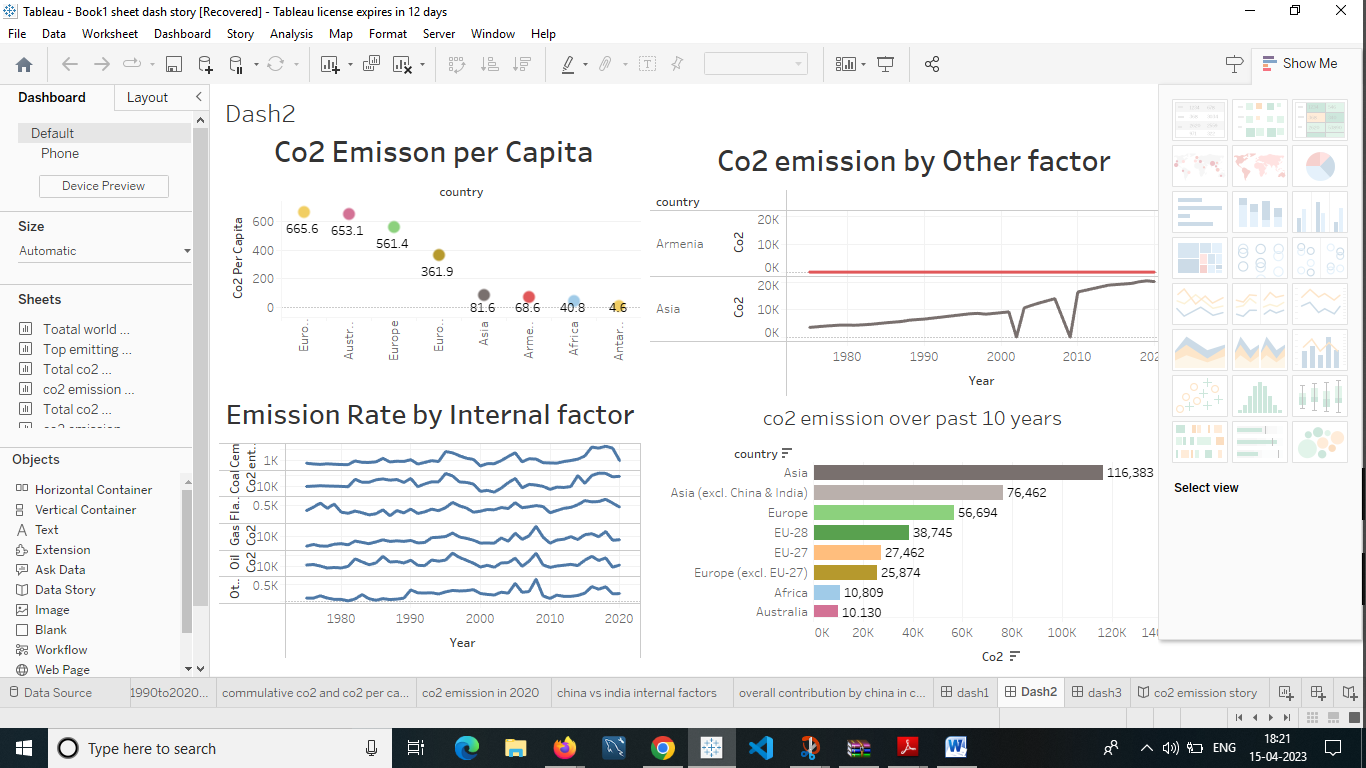 Tableau - Book1 sheet dash story [Recovered] - Tableau license expires in 12 days
File Data Worksheet Dashboard Story Analysis Map Format Server Window Help
Show Me
Dashboard Layout
Default
Phone
Device Preview
Size
Automatic
Sheets
Toatal world ...
Top emitting ...
Total co2 ...
co2 emission ...
Total co2 ...
co2 emission
Objects
Horizontal Container
Vertical Container
Text
Extension
Ask Data
Data Story
Image
Blank
Workflow
Web Page
Dash2
Co2 Emisson per Capita
country
Co2 Per Capita
600
400
200
0
665.6
653.1
561.4
361.9
81.6
68.6
40.8
4.6
Euro..
Austr..
Europe
Euro..
Asia
Arme..
Africa
Antar..
Co2 emission by Other factor
country
Armenia
Co2
20K
10K
0K
Asia
Co2
20K
10K
0K
1980 1990 2000 2010 202
Year
Emission Rate by Internal factor
Cem ent..
1K
Coal Co2
10K
Fla..
0.5K
Gas Co2
10K
Oil Co2
10K
Ot..
0.5K
1980 1990 2000 2010 2020
Year
co2 emission over past 10 years
country
Asia 116,383
Asia (excl. China & India) 76,462
Europe 56,694
EU-28 38,745
EU-27 27,462
Europe (excl. EU-27) 25,874
Africa 10,809
Australia 10.130
0K 20K 40K 60K 80K 100K 120K 140
Co2
Select view
Data Source
1990to2020...
commulative co2 and co2 per ca...
co2 emission in 2020
china vs india internal factors
overall contribution by china in c...
dash1
Dash2
dash3
co2 emission story
Type here to search
ENG
18:21
15-04-2023